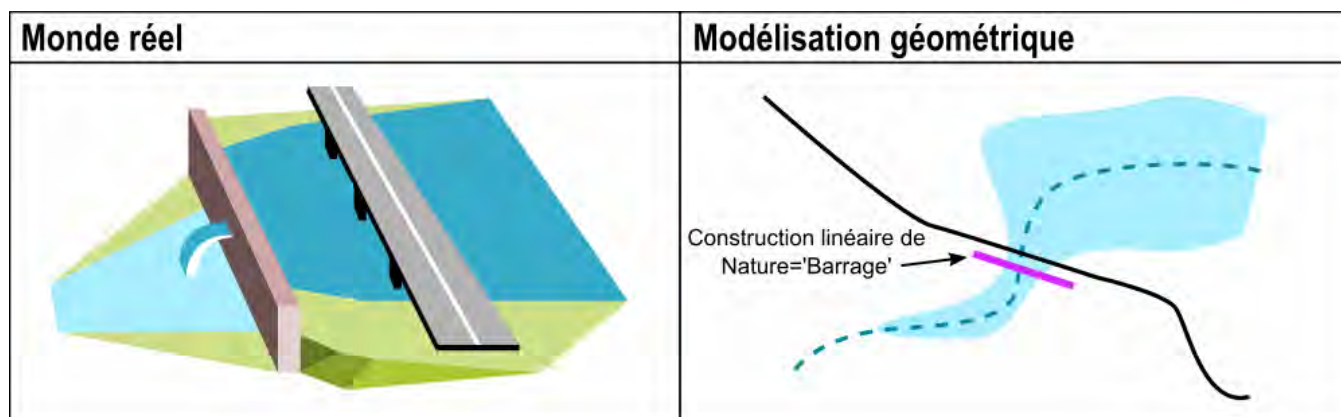 Monde réel
Modélisation géométrique
Construction linéaire de
Nature='Barrage'